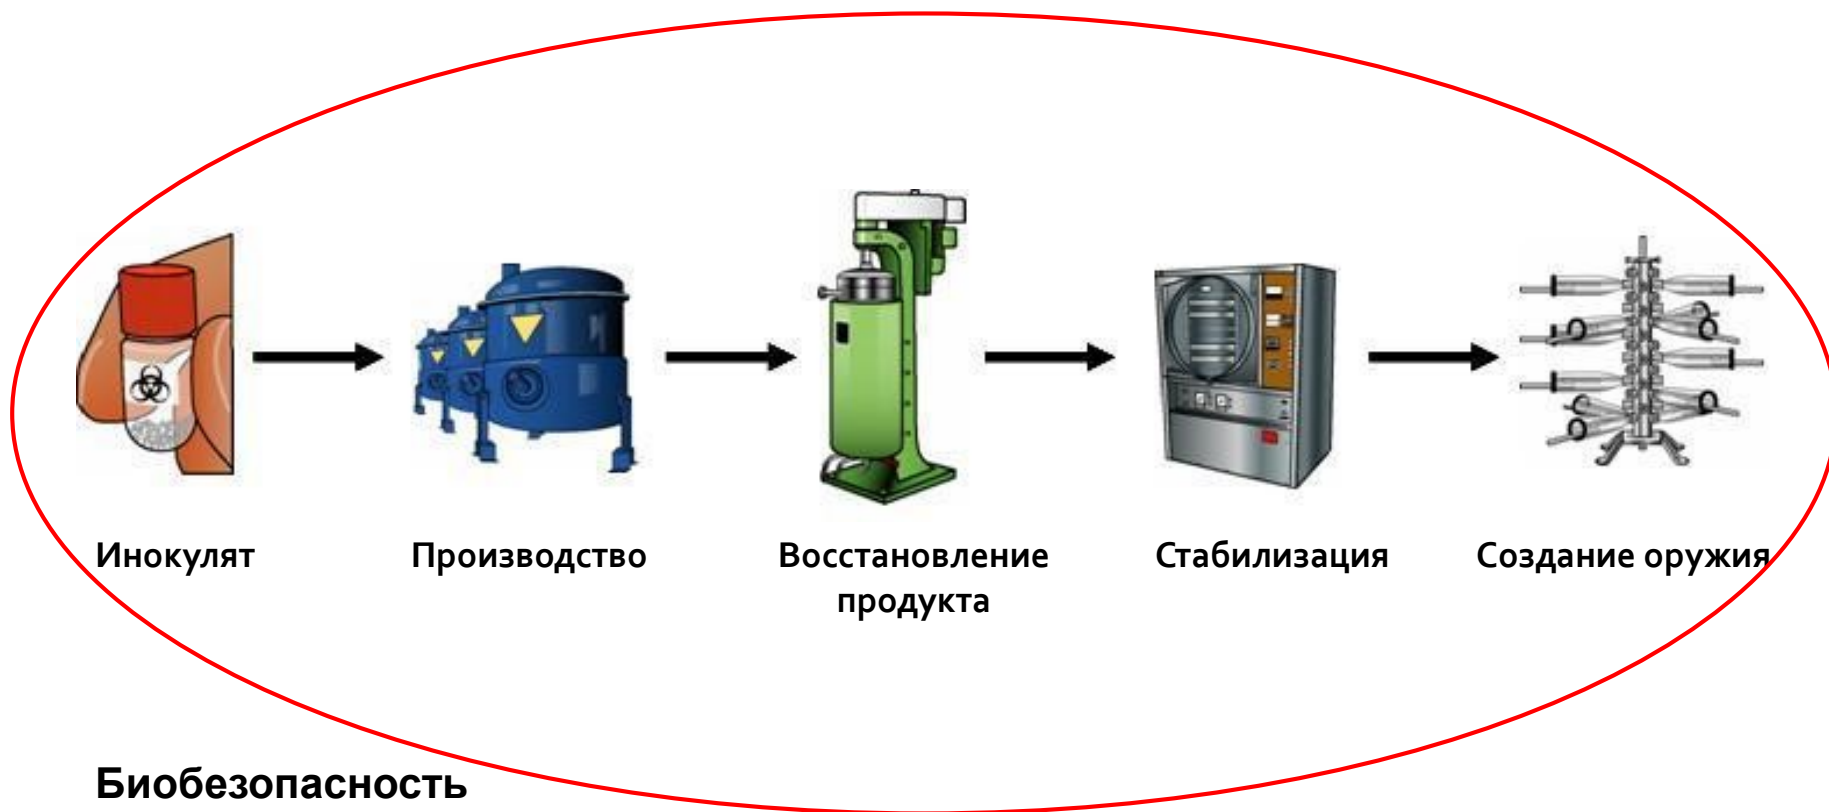 Инокулят
Производство
Восстановление
продукта
Стабилизация
Создание оружия
Биобезопасность